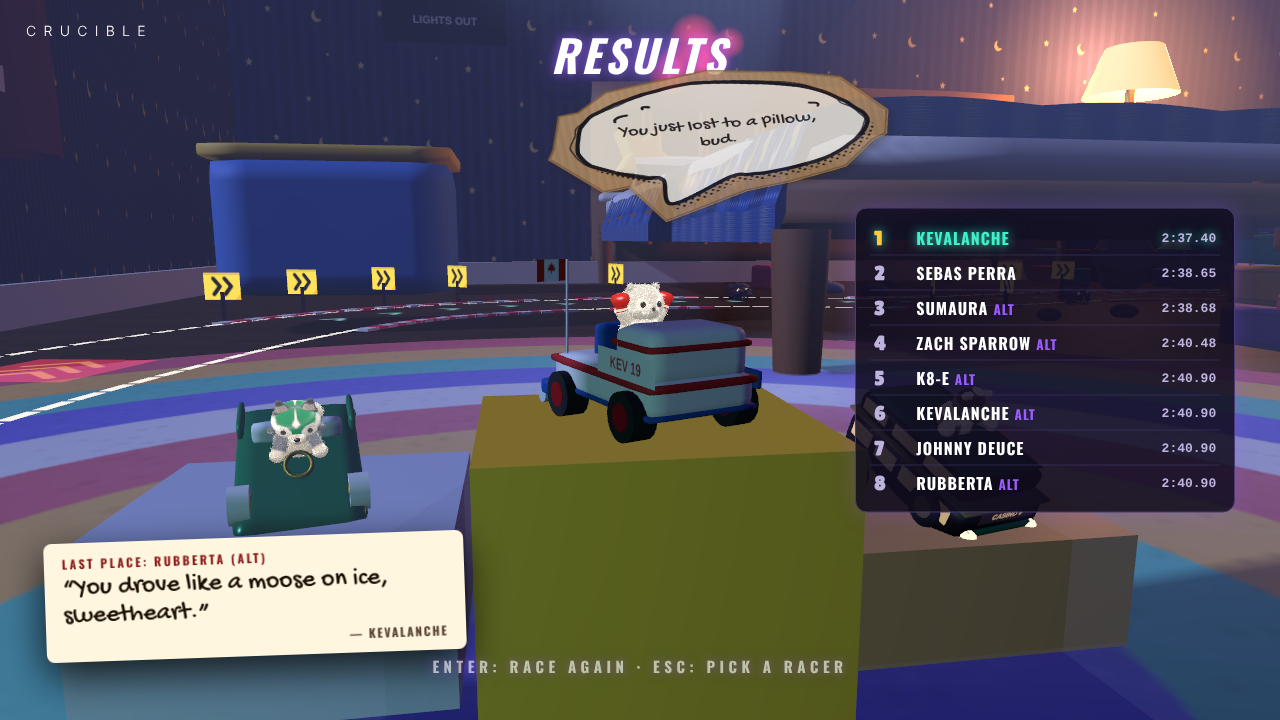 CRUCIBLE
LIGHTS OUT
RESULTS
You just lost to a pillow,
bud.
1 KEVALANCHE 2:37.40
2 SEBAS PERRA 2:38.65
3 SUMAURA ALT 2:38.68
4 ZACH SPARROW ALT 2:40.48
5 K8-E ALT 2:40.90
6 KEVALANCHE ALT 2:40.90
7 JOHNNY DEUCE 2:40.90
8 RUBBERTA ALT 2:40.90
KEV 19
LAST PLACE: RUBBERTA (ALT)
“You drove like a moose on ice,
sweetheart.”
— KEVALANCHE
ENTER: RACE AGAIN · ESC: PICK A RACER